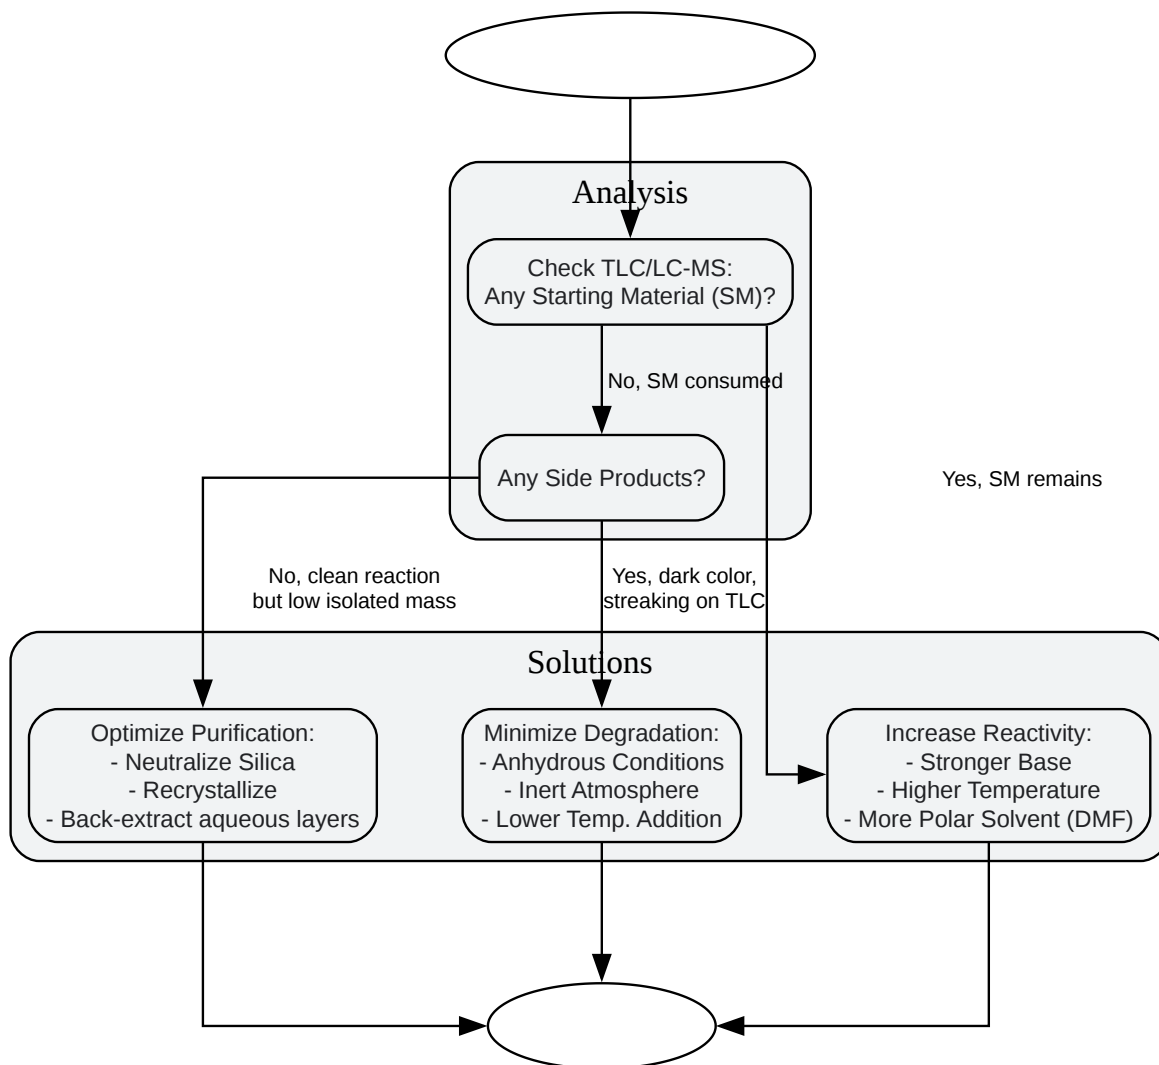 Analysis
Check TLC/LC-MS:
Any Starting Material (SM)?
No, SM consumed
Any Side Products?
Yes, SM remains
No, clean reaction
but low isolated mass
Yes, dark color,
streaking on TLC
Solutions
Optimize Purification:
- Neutralize Silica
- Recrystallize
- Back-extract aqueous layers
Minimize Degradation:
- Anhydrous Conditions
- Inert Atmosphere
- Lower Temp. Addition
Increase Reactivity:
- Stronger Base
- Higher Temperature
- More Polar Solvent (DMF)